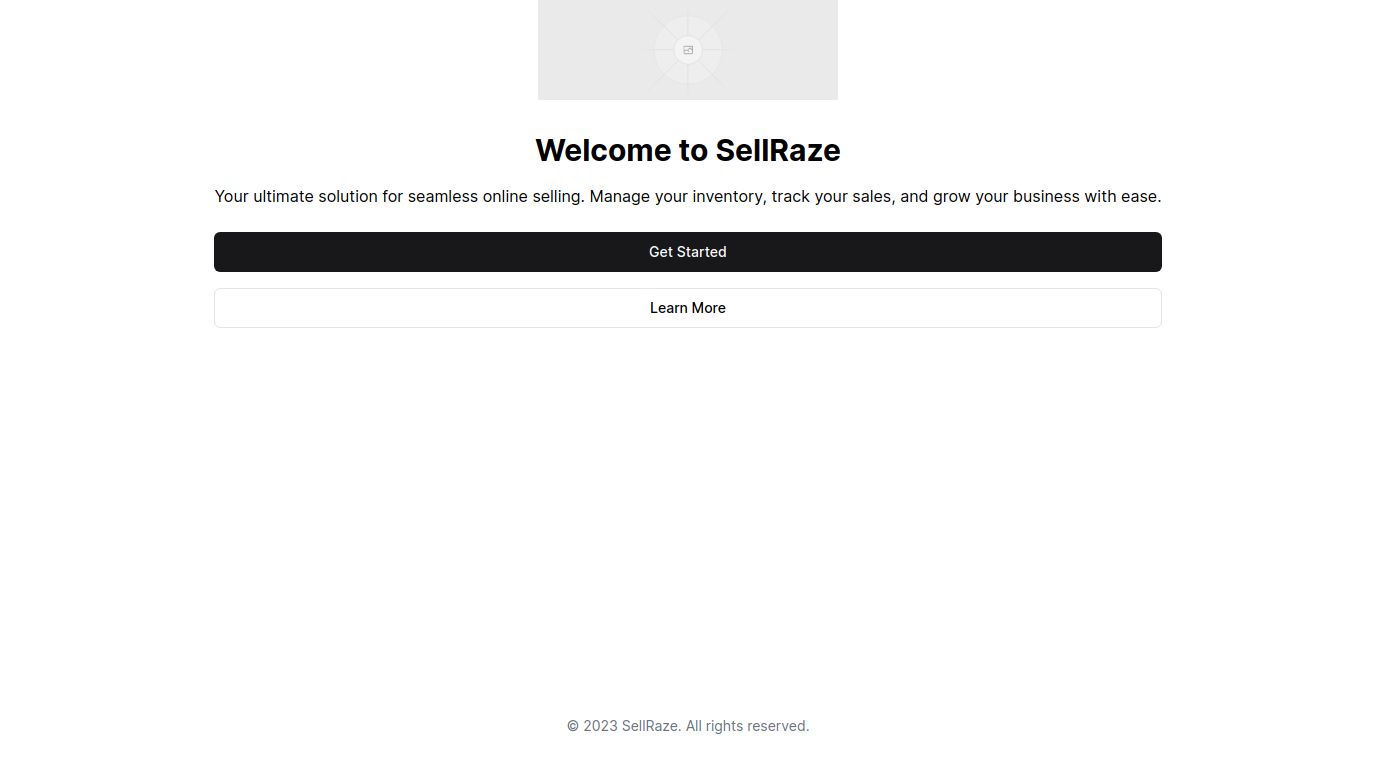 Welcome to SellRaze
Your ultimate solution for seamless online selling. Manage your inventory, track your sales, and grow your business with ease.
Get Started
Learn More
© 2023 SellRaze. All rights reserved.